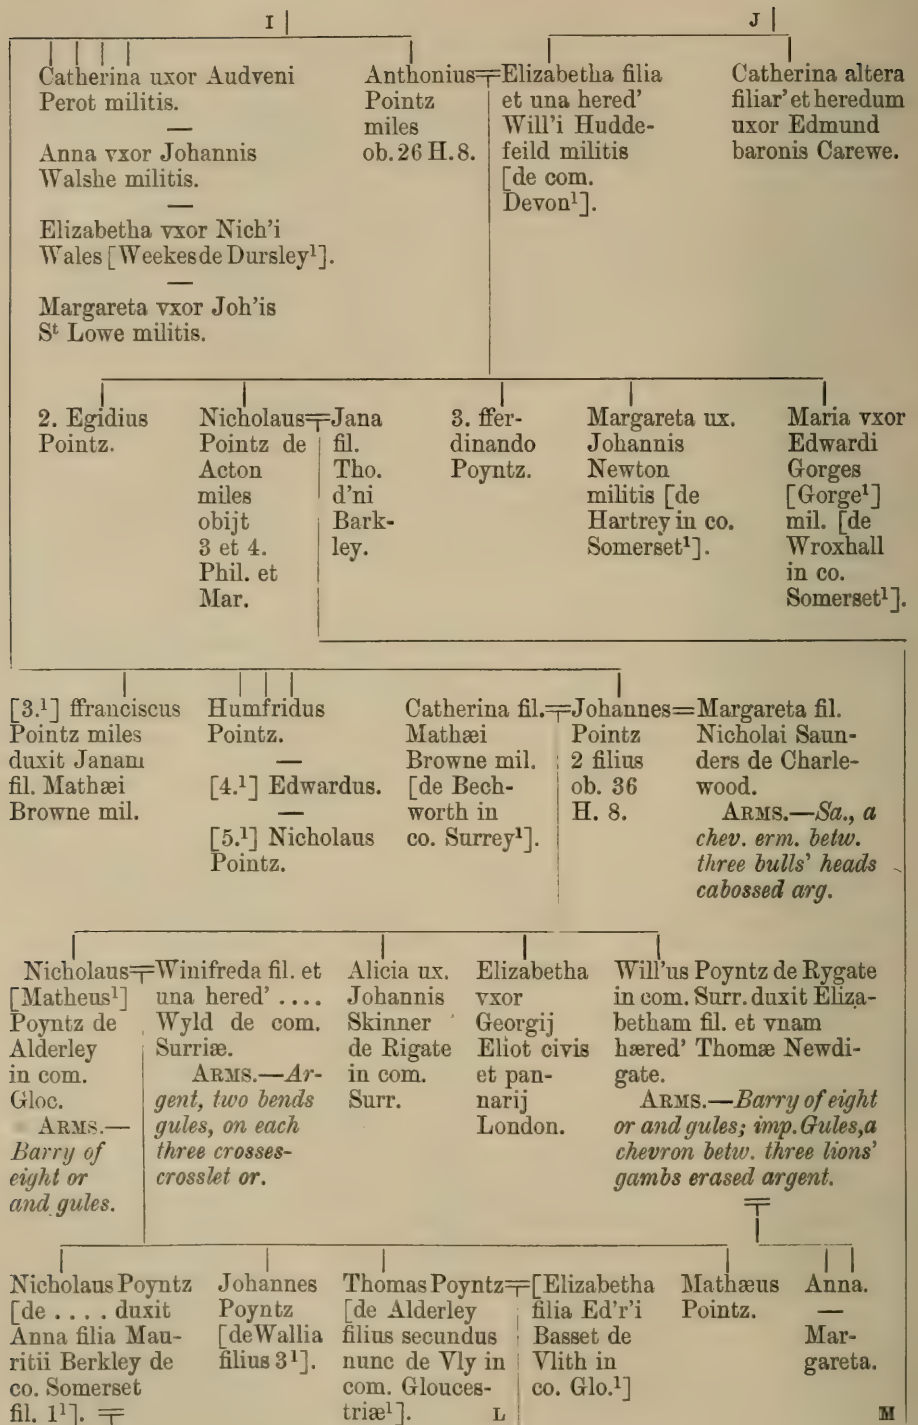 I
J
Catherina uxor Audveni
Perot militis.
—
Anna vxor Johannis
Walshe militis.
—
Elizabetha vxor Nich'i
Wales [Weekes de Dursley¹].
—
Margareta vxor Joh'is
Sᵗ Lowe militis.
Anthonius
Pointz
miles
ob. 26 H. 8.
Elizabetha filia
et una hered'
Will'i Hudde-
feild militis
[de com.
Devon¹].
Catherina altera
filiar' et heredum
uxor Edmund
baronis Carewe.
2. Egidius
Pointz.
Nicholaus
Pointz de
Acton
miles
obijt
3 et 4.
Phil. et
Mar.
Jana
fil.
Tho.
d'ni
Bark-
ley.
3. ffer-
dinando
Poyntz.
Margareta ux.
Johannis
Newton
militis [de
Hartrey in co.
Somerset¹].
Maria vxor
Edwardi
Gorges
[Gorge¹]
mil. [de
Wroxhall
in co.
Somerset¹].
[3.¹] ffranciscus
Pointz miles
duxit Janam
fil. Mathæi
Browne mil.
Humfridus
Pointz.
—
[4.¹] Edwardus.
—
[5.¹] Nicholaus
Pointz.
Catherina fil.
Mathæi
Browne mil.
[de Bech-
worth in
co. Surrey¹].
Johannes
Pointz
2 filius
ob. 36
H. 8.
Margareta fil.
Nicholai Saun-
ders de Charle-
wood.
ARMS.—Sa., a
chev. erm. betw.
three bulls' heads
cabossed arg.
Nicholaus
[Matheus¹]
Poyntz de
Alderley
in com.
Gloc.
ARMS.—
Barry of
eight or
and gules.
Winifreda fil. et
una hered' ....
Wyld de com.
Surriæ.
ARMS.—Ar-
gent, two bends
gules, on each
three crosses-
crosslet or.
Alicia ux.
Johannis
Skinner
de Rigate
in com.
Surr.
Elizabetha
vxor
Georgij
Eliot civis
et pan-
narij
London.
Will'us Poyntz de Rygate
in com. Surr. duxit Eliza-
betham fil. et vnam
hæred' Thomæ Newdi-
gate.
ARMS.—Barry of eight
or and gules; imp. Gules, a
chevron betw. three lions'
gambs erased argent.
Nicholaus Poyntz
[de .... duxit
Anna filia Mau-
ritii Berkley de
co. Somerset
fil. 1¹].
Johannes
Poyntz
[de Wallia
filius 3¹].
Thomas Poyntz
[de Alderley
filius secundus
nunc de Vly in
com. Glouces-
triæ¹].
[Elizabetha
filia Ed'r'i
Basset de
Vlith in
co. Glo.¹]
Mathæus
Pointz.
Anna.
—
Mar-
gareta.
L
M